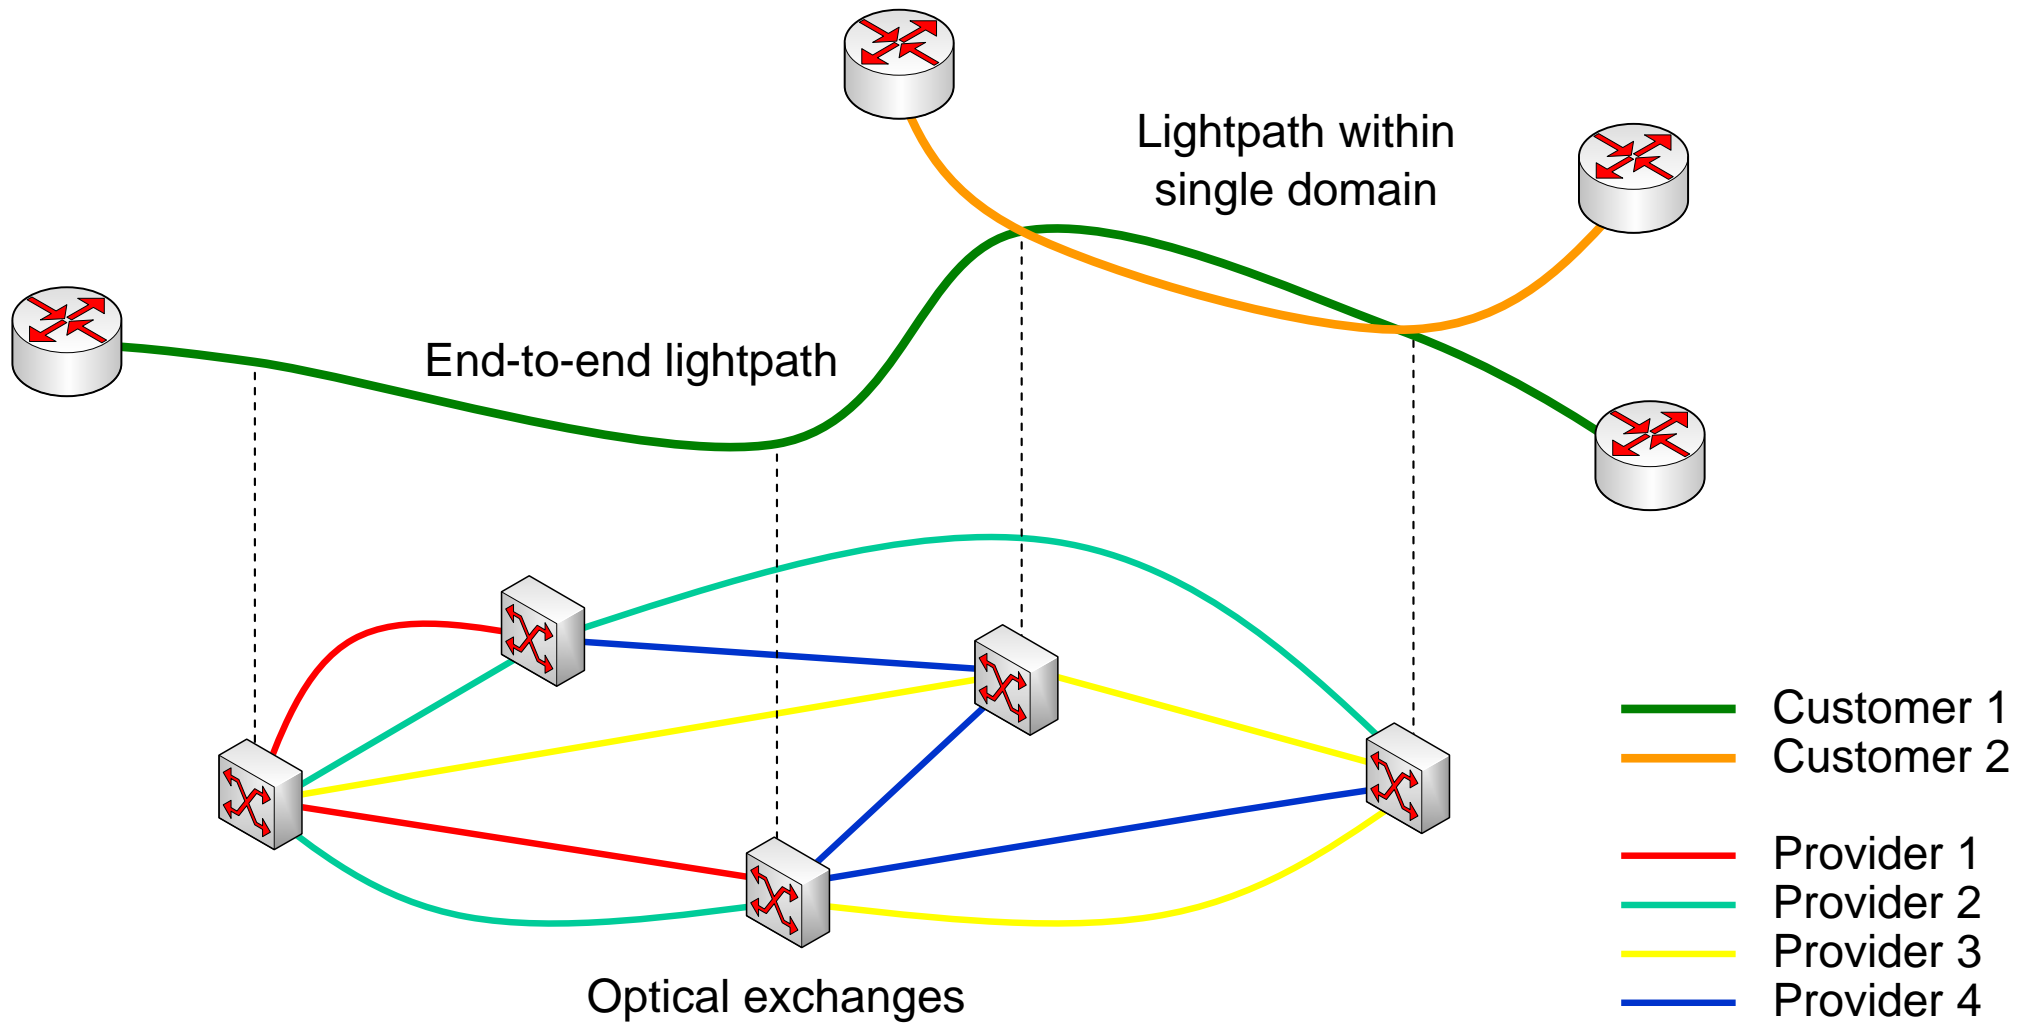 Lightpath within
single domain
End-to-end lightpath
Customer 1
Customer 2
Provider 1
Provider 2
Provider 3
Provider 4
Optical exchanges